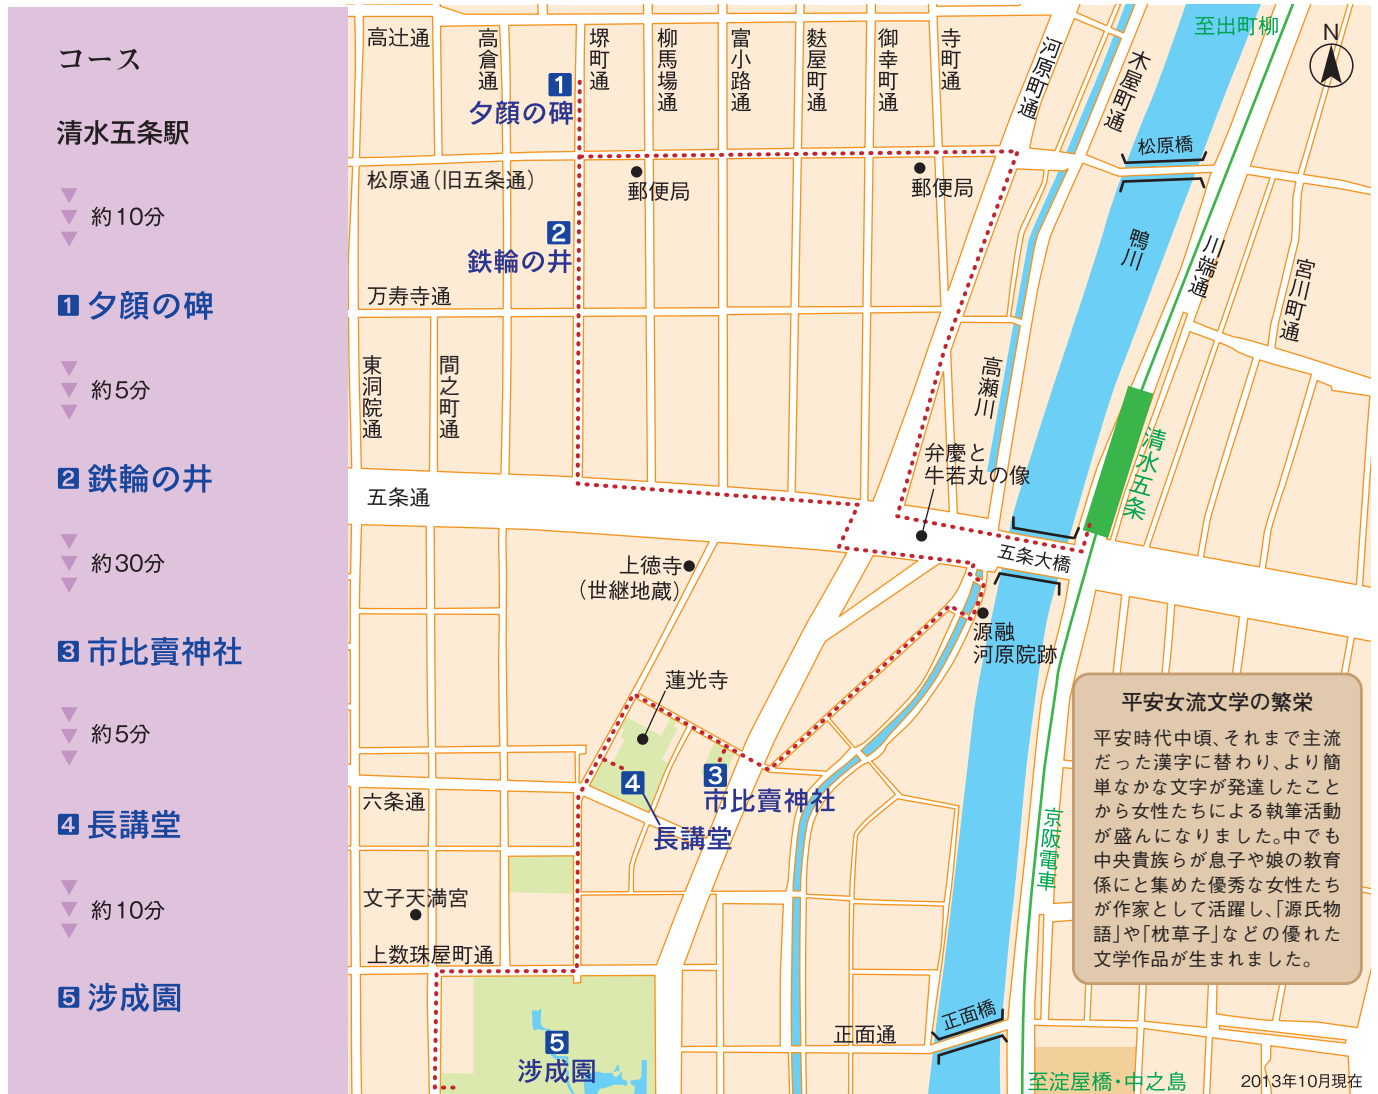 コース
清水五条駅
約10分
1 夕顔の碑
約5分
2 鉄輪の井
約30分
3 市比賣神社
約5分
4 長講堂
約10分
5 渉成園
高辻通
高倉通
堺町通
柳馬場通
富小路通
麸屋町通
御幸町通
寺町通
河原町通
木屋町通
至出町柳
N
1
夕顔の碑
松原橋
松原通(旧五条通)
郵便局
郵便局
2
鉄輪の井
鴨川
川端通
宮川町通
万寿寺通
東洞院通
間之町通
高瀬川
弁慶と
牛若丸の像
清水五条
五条通
五条大橋
上徳寺
(世継地蔵)
源融
河原院跡
蓮光寺
3
市比賣神社
4
長講堂
六条通
京阪電車
文子天満宮
上数珠屋町通
5
渉成園
正面通
正面橋
至淀屋橋・中之島
平安女流文学の繁栄
平安時代中頃、それまで主流
だった漢字に替わり、より簡
単なかな文字が発達したこと
から女性たちによる執筆活動
が盛んになりました。中でも
中央貴族らが息子や娘の教育
係にと集めた優秀な女性たち
が作家として活躍し、「源氏物
語」や「枕草子」などの優れた
文学作品が生まれました。
2013年10月現在